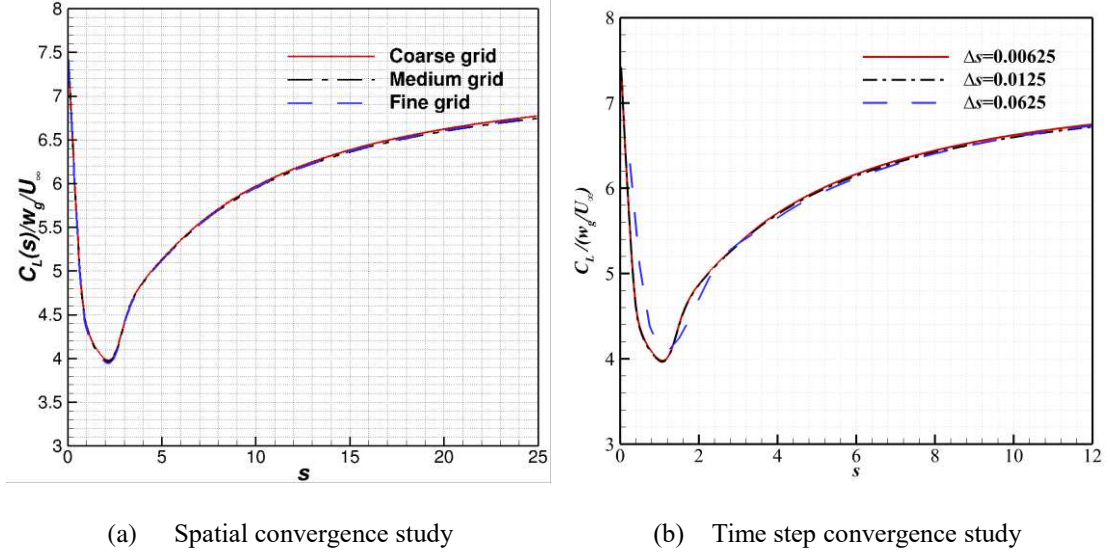 8
7.5
7
6.5
6
5.5
5
4.5
4
3.5
3
C_L(s)/w_g/U_∞
0 5 10 15 20 25
s
Coarse grid
Medium grid
Fine grid
8
7
6
5
4
3
C_L/(w_g/U_∞)
0 2 4 6 8 10 12
s
Δs=0.00625
Δs=0.0125
Δs=0.0625
(a) Spatial convergence study
(b) Time step convergence study